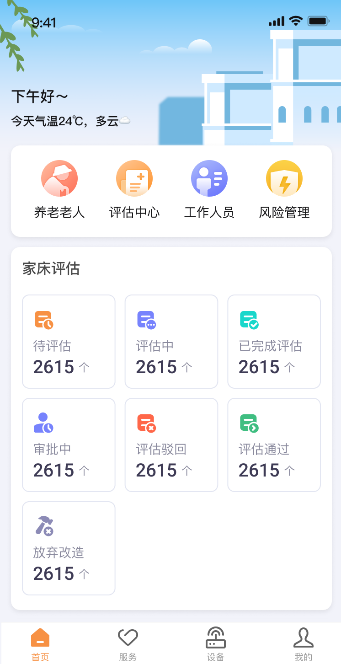 9:41
下午好～
今天气温24℃，多云
养老老人 评估中心 工作人员 风险管理
家床评估
待评估 评估中 已完成评估
2615 个 2615 个 2615 个
审批中 评估驳回 评估通过
2615 个 2615 个 2615 个
放弃改造
2615 个
首页 服务 设备 我的